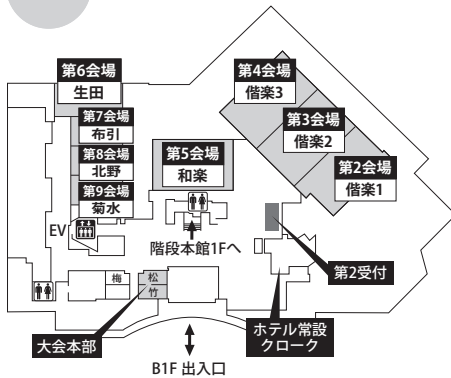 第6会場
生田
第7会場
布引
第8会場
北野
第9会場
菊水
EV
第4会場
偕楽3
第3会場
偕楽2
第2会場
偕楽1
第5会場
和楽
階段本館1Fへ
第2受付
梅
松
竹
大会本部
ホテル常設
クローク
B1F 出入口